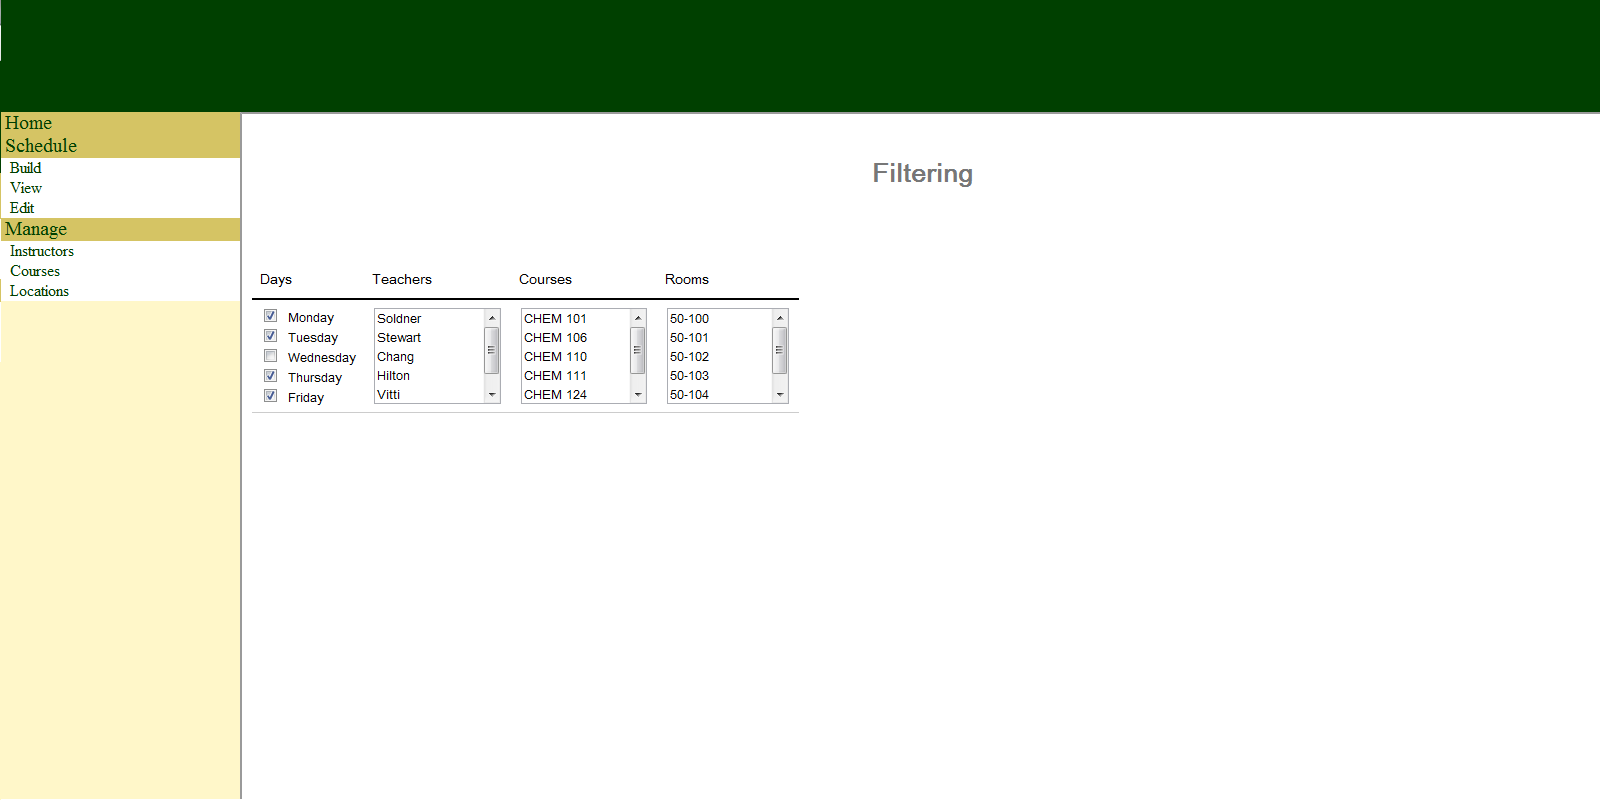 Home
Schedule
Build
View
Edit
Manage
Instructors
Courses
Locations
Filtering
Days Teachers Courses Rooms
Monday Soldner CHEM 101 50-100
Tuesday Stewart CHEM 106 50-101
Wednesday Chang CHEM 110 50-102
Thursday Hilton CHEM 111 50-103
Friday Vitti CHEM 124 50-104